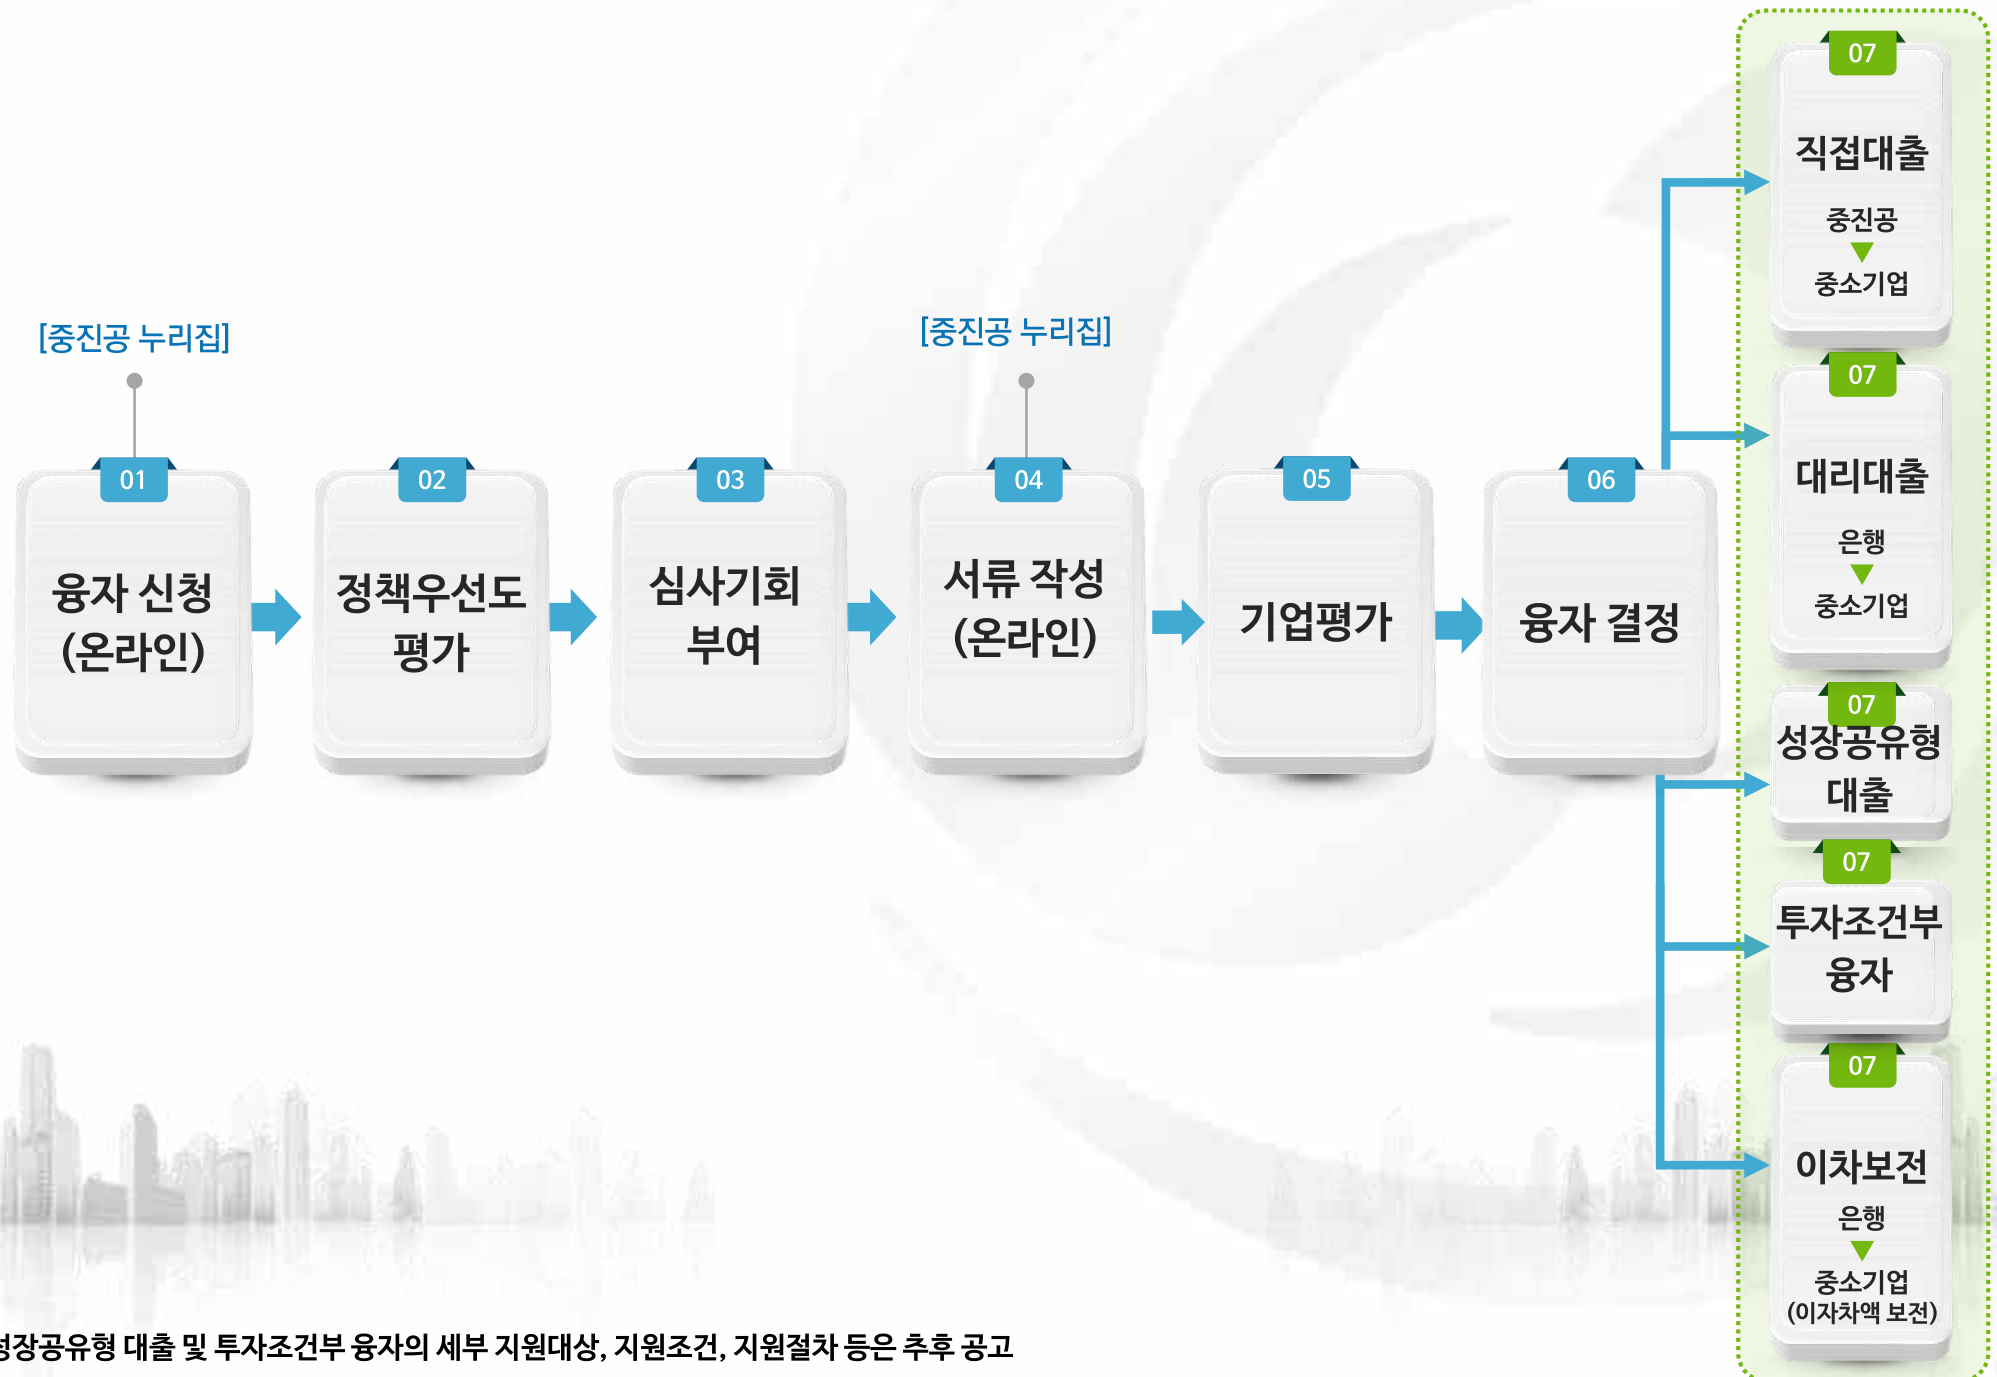 [중진공 누리집]
01
융자 신청
(온라인)
02
정책우선도
평가
03
심사기회
부여
[중진공 누리집]
04
서류 작성
(온라인)
05
기업평가
06
융자 결정
07
직접대출
중진공
중소기업
07
대리대출
은행
중소기업
07
성장공유형
대출
07
투자조건부
융자
07
이차보전
은행
중소기업
(이자차액 보전)
성장공유형 대출 및 투자조건부 융자의 세부 지원대상, 지원조건, 지원절차 등은 추후 공고